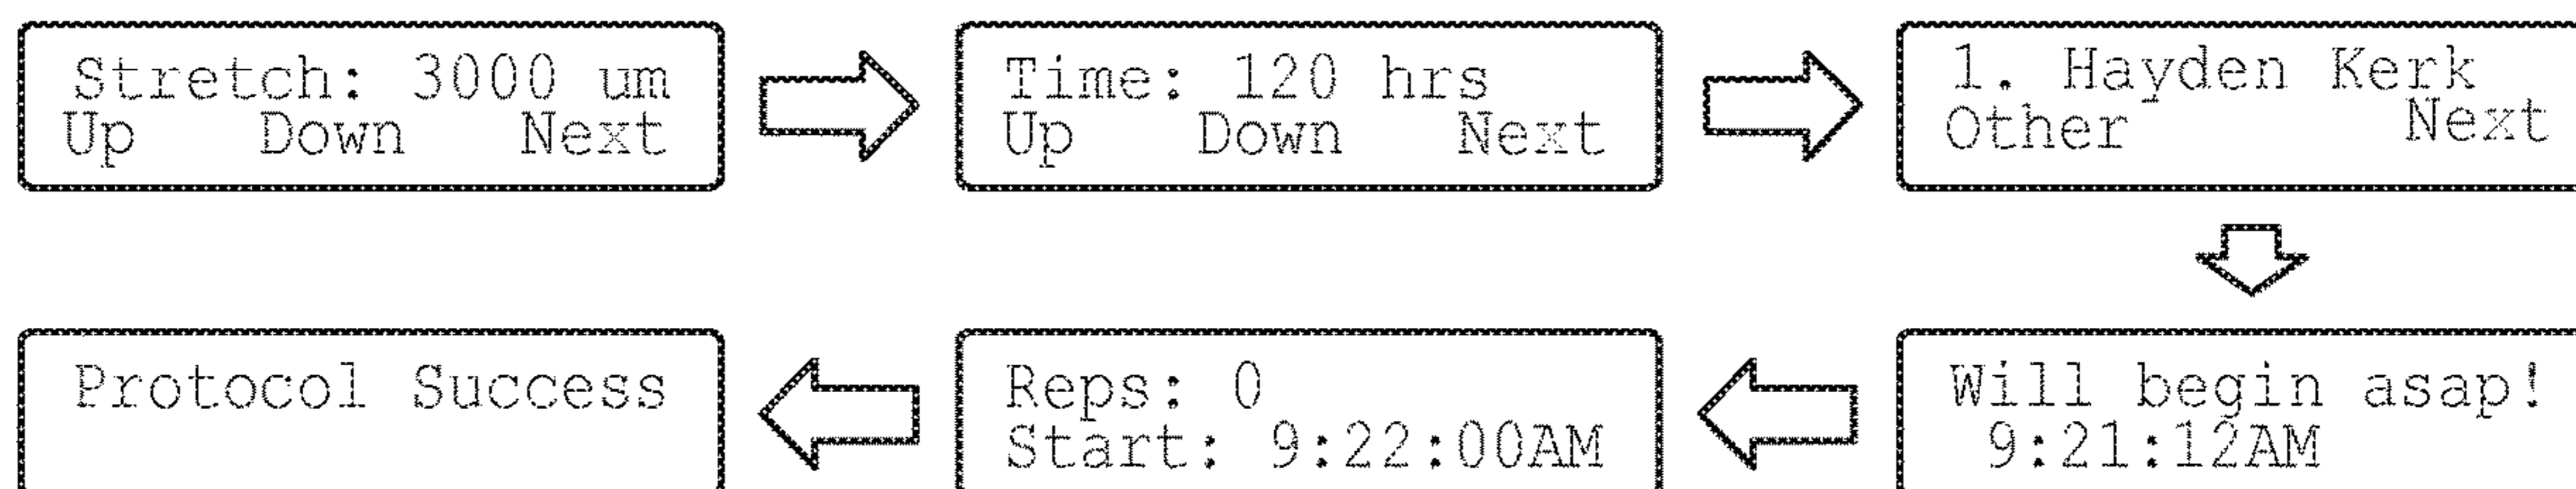 Stretch: 3000 um
Up Down Next
Time: 120 hrs
Up Down Next
1. Hayden Kerk
Other Next
Will begin asap!
9:21:12AM
Reps: 0
Start: 9:22:00AM
Protocol Success